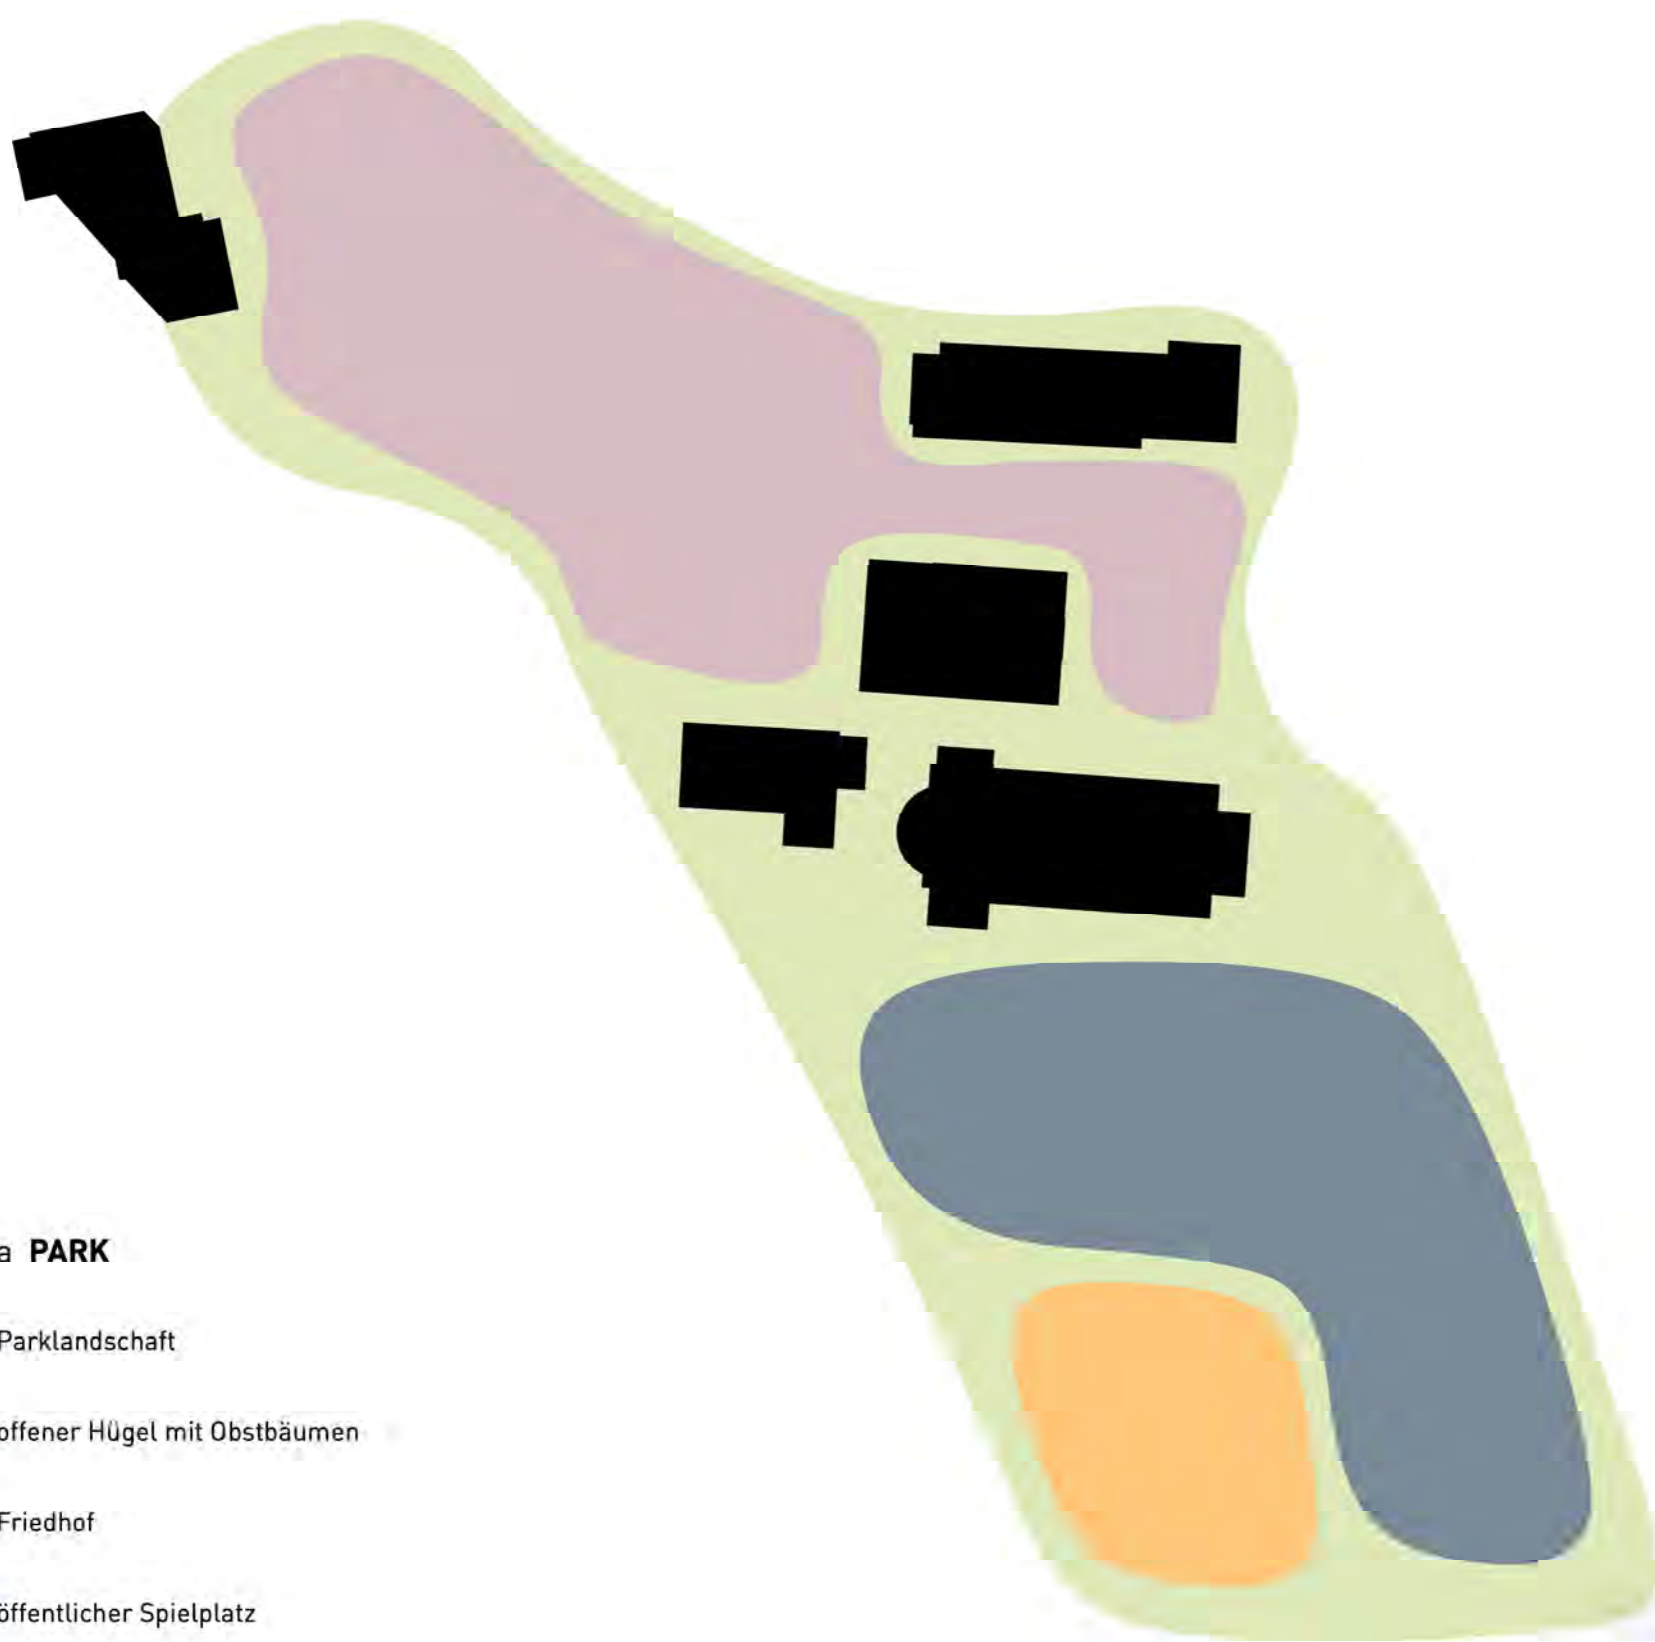 a PARK
Parklandschaft
offener Hügel mit Obstbäumen
Friedhof
öffentlicher Spielplatz